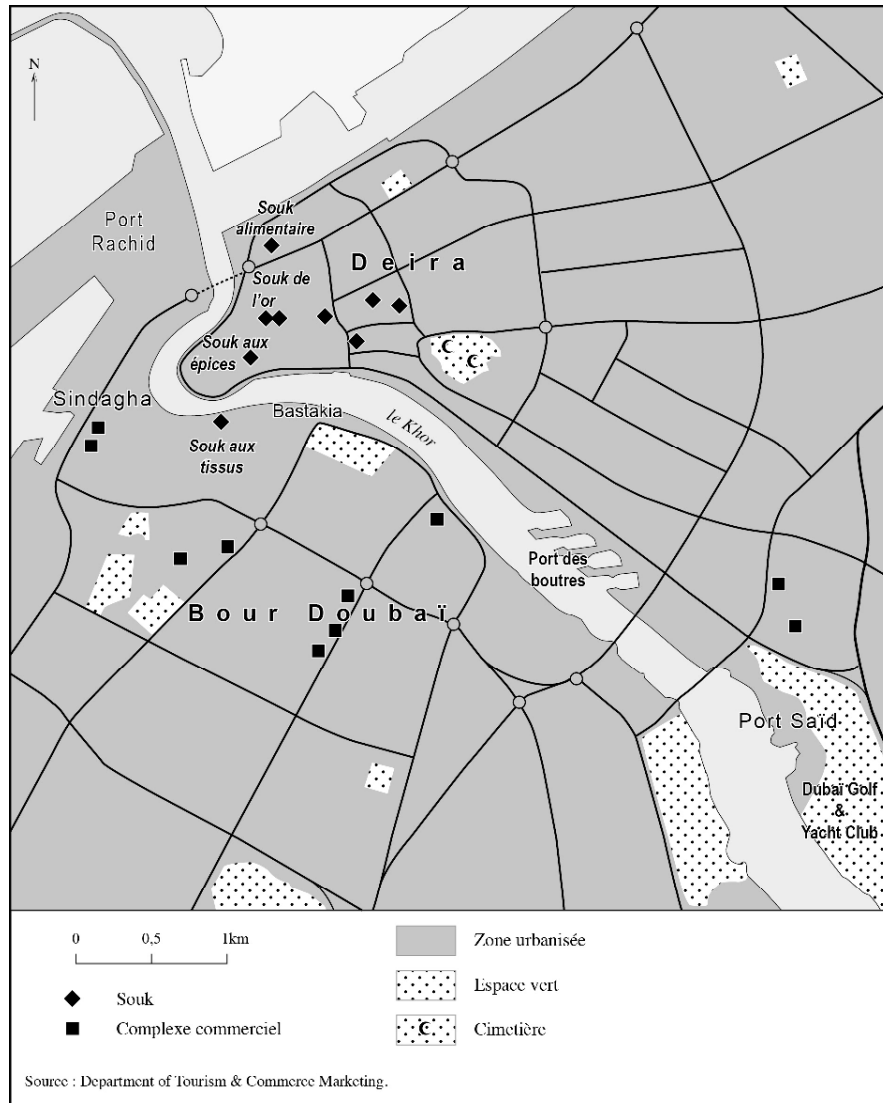 N
Port
Rachid
Souk
alimentaire
Deira
Souk de
l'or
Souk aux
épices
Sindagha
Bastakia
le Khor
Souk aux
tissus
Port des
boutres
Bour Doubaï
Port Saïd
Dubaï Golf
&
Yacht Club
0 0,5 1km
Souk
Complexe commercial
Zone urbanisée
Espace vert
Cimetière
Source : Department of Tourism & Commerce Marketing.